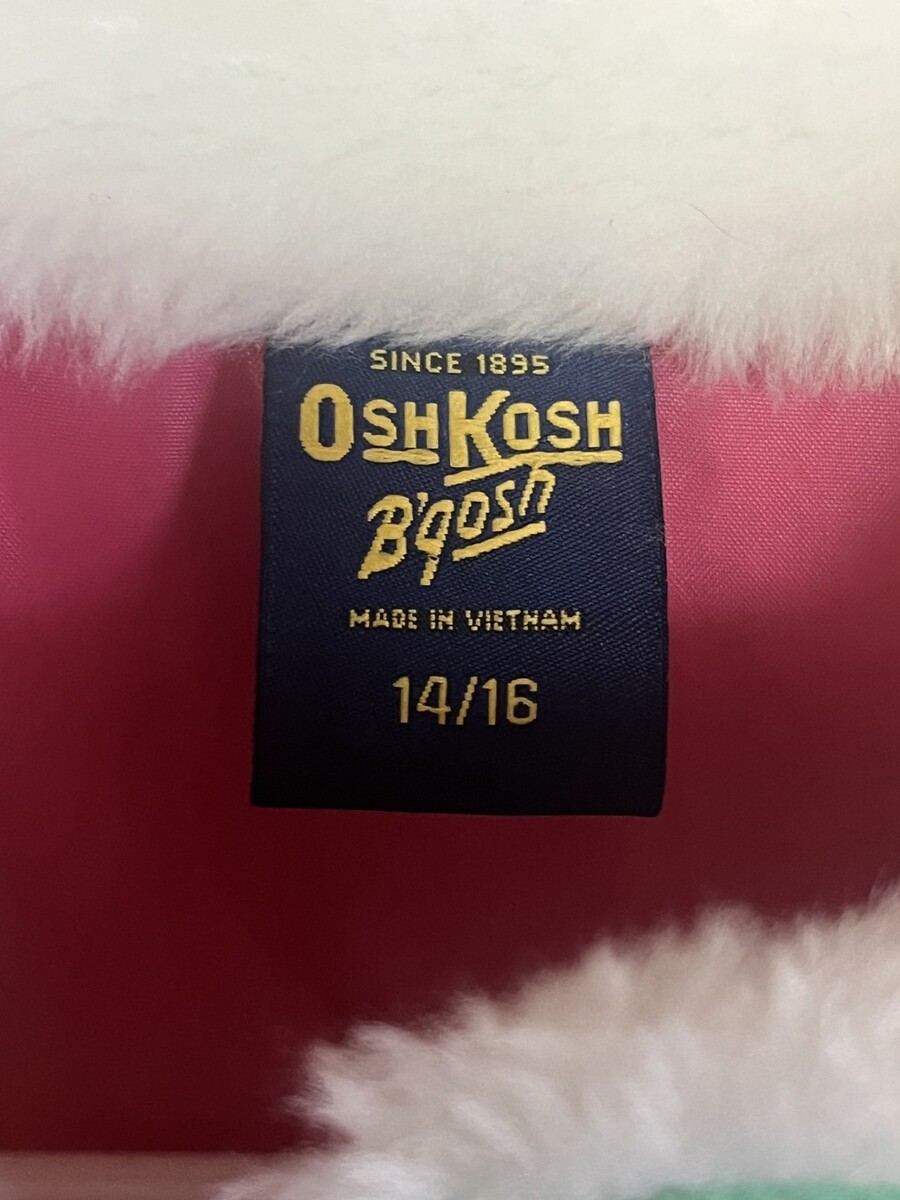 SINCE 1895
OSHKOSH
B'gosh
MADE IN VIETNAM
14/16